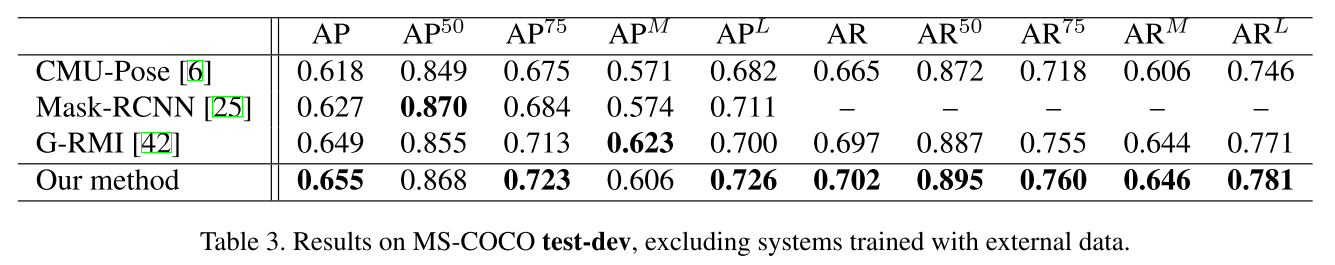 AP AP^50 AP^75 AP^M AP^L AR AR^50 AR^75 AR^M AR^L
CMU-Pose [6] 0.618 0.849 0.675 0.571 0.682 0.665 0.872 0.718 0.606 0.746
Mask-RCNN [25] 0.627 0.870 0.684 0.574 0.711 – – – – –
G-RMI [42] 0.649 0.855 0.713 0.623 0.700 0.697 0.887 0.755 0.644 0.771
Our method 0.655 0.868 0.723 0.606 0.726 0.702 0.895 0.760 0.646 0.781
Table 3. Results on MS-COCO test-dev, excluding systems trained with external data.